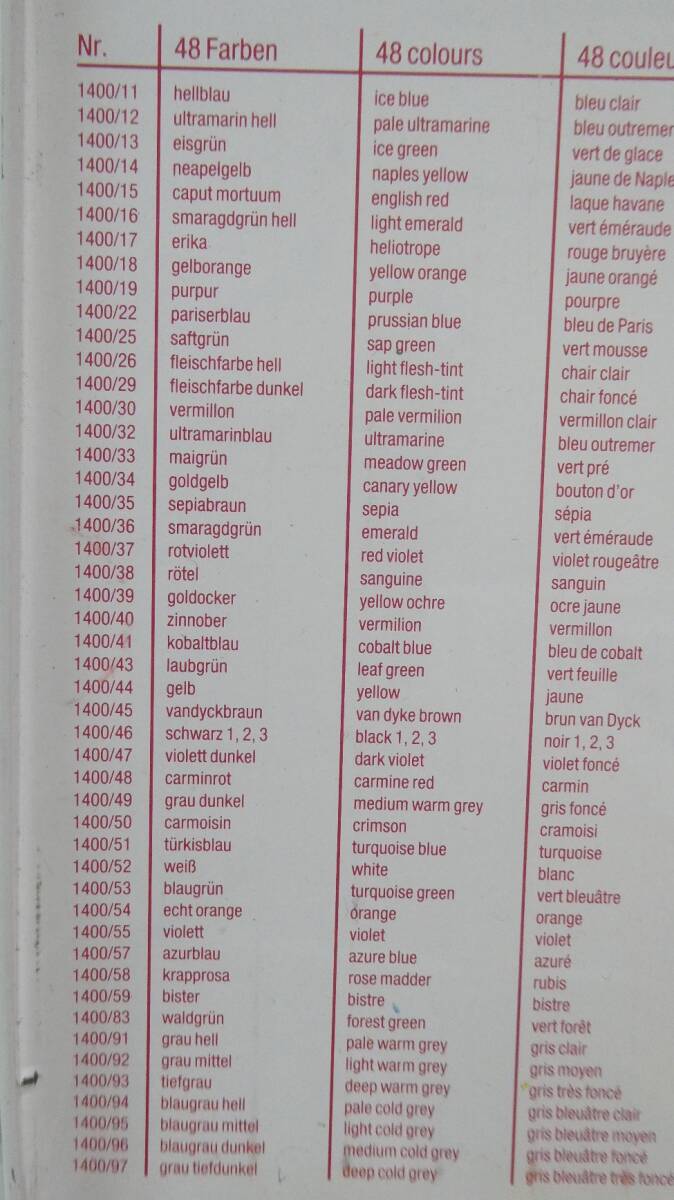 Nr. 48 Farben 48 colours 48 couleu
1400/11 hellblau ice blue bleu clair
1400/12 ultramarin hell pale ultramarine bleu outremer
1400/13 eisgrün ice green vert de glace
1400/14 neapelgelb naples yellow jaune de Naple
1400/15 caput mortuum english red laque havane
1400/16 smaragdgrün hell light emerald vert éméraude
1400/17 erika heliotrope rouge bruyère
1400/18 gelborange yellow orange jaune orangé
1400/19 purpur purple pourpre
1400/22 pariserblau prussian blue bleu de Paris
1400/25 saftgrün sap green vert mousse
1400/26 fleischfarbe hell light flesh-tint chair clair
1400/29 fleischfarbe dunkel dark flesh-tint chair foncé
1400/30 vermillon pale vermilion vermillon clair
1400/32 ultramarinblau ultramarine bleu outremer
1400/33 maigrün meadow green vert pré
1400/34 goldgelb canary yellow bouton d'or
1400/35 sepiabraun sepia sépia
1400/36 smaragdgrün emerald vert éméraude
1400/37 rotviolett red violet violet rougeâtre
1400/38 rötel sanguine sanguin
1400/39 goldocker yellow ochre ocre jaune
1400/40 zinnober vermilion vermillon
1400/41 kobaltblau cobalt blue bleu de cobalt
1400/43 laubgrün leaf green vert feuille
1400/44 gelb yellow jaune
1400/45 vandyckbraun van dyke brown brun van Dyck
1400/46 schwarz 1, 2, 3 black 1, 2, 3 noir 1, 2, 3
1400/47 violett dunkel dark violet violet foncé
1400/48 carminrot carmine red carmin
1400/49 grau dunkel medium warm grey gris foncé
1400/50 carmoisin crimson cramoisi
1400/51 türkisblau turquoise blue turquoise
1400/52 weiß white blanc
1400/53 blaugrün turquoise green vert bleuâtre
1400/54 echt orange orange orange
1400/55 violett violet violet
1400/57 azurblau azure blue azuré
1400/58 krapprosa rose madder rubis
1400/59 bister bistre bistre
1400/83 waldgrün forest green vert forêt
1400/91 grau hell pale warm grey gris clair
1400/92 grau mittel light warm grey gris moyen
1400/93 tiefgrau deep warm grey gris très foncé
1400/94 blaugrau hell pale cold grey gris bleuâtre clair
1400/95 blaugrau mittel light cold grey gris bleuâtre moyen
1400/96 blaugrau dunkel medium cold grey gris bleuâtre foncé
1400/97 grau tiefdunkel deep cold grey gris bleuâtre très foncé